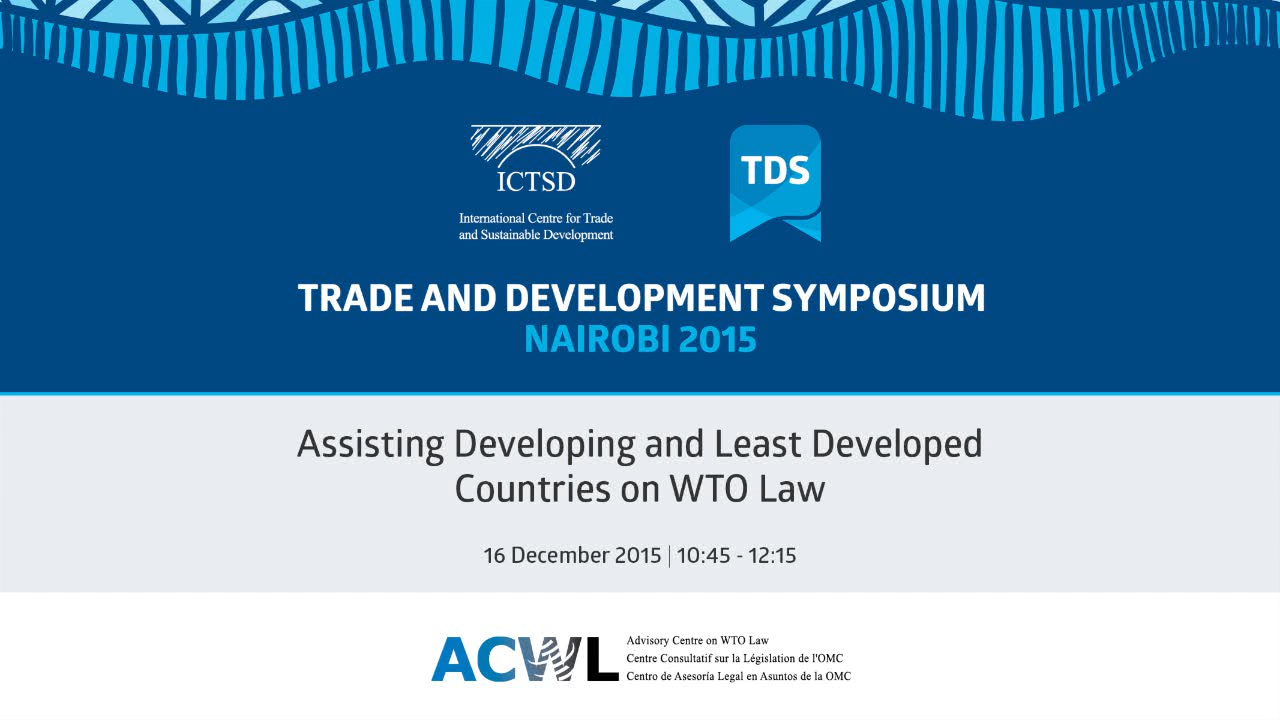 ICTSD
International Centre for Trade
and Sustainable Development
TDS
TRADE AND DEVELOPMENT SYMPOSIUM
NAIROBI 2015
Assisting Developing and Least Developed
Countries on WTO Law
16 December 2015 | 10:45 - 12:15
ACWL
Advisory Centre on WTO Law
Centre Consultatif sur la Législation de l'OMC
Centro de Asesoría Legal en Asuntos de la OMC